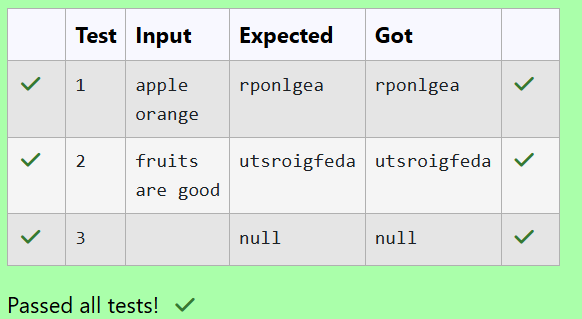 Test Input Expected Got
1 apple rponlgea rponlgea
orange
2 fruits utsroigfeda utsroigfeda
are good
3 null null
Passed all tests!